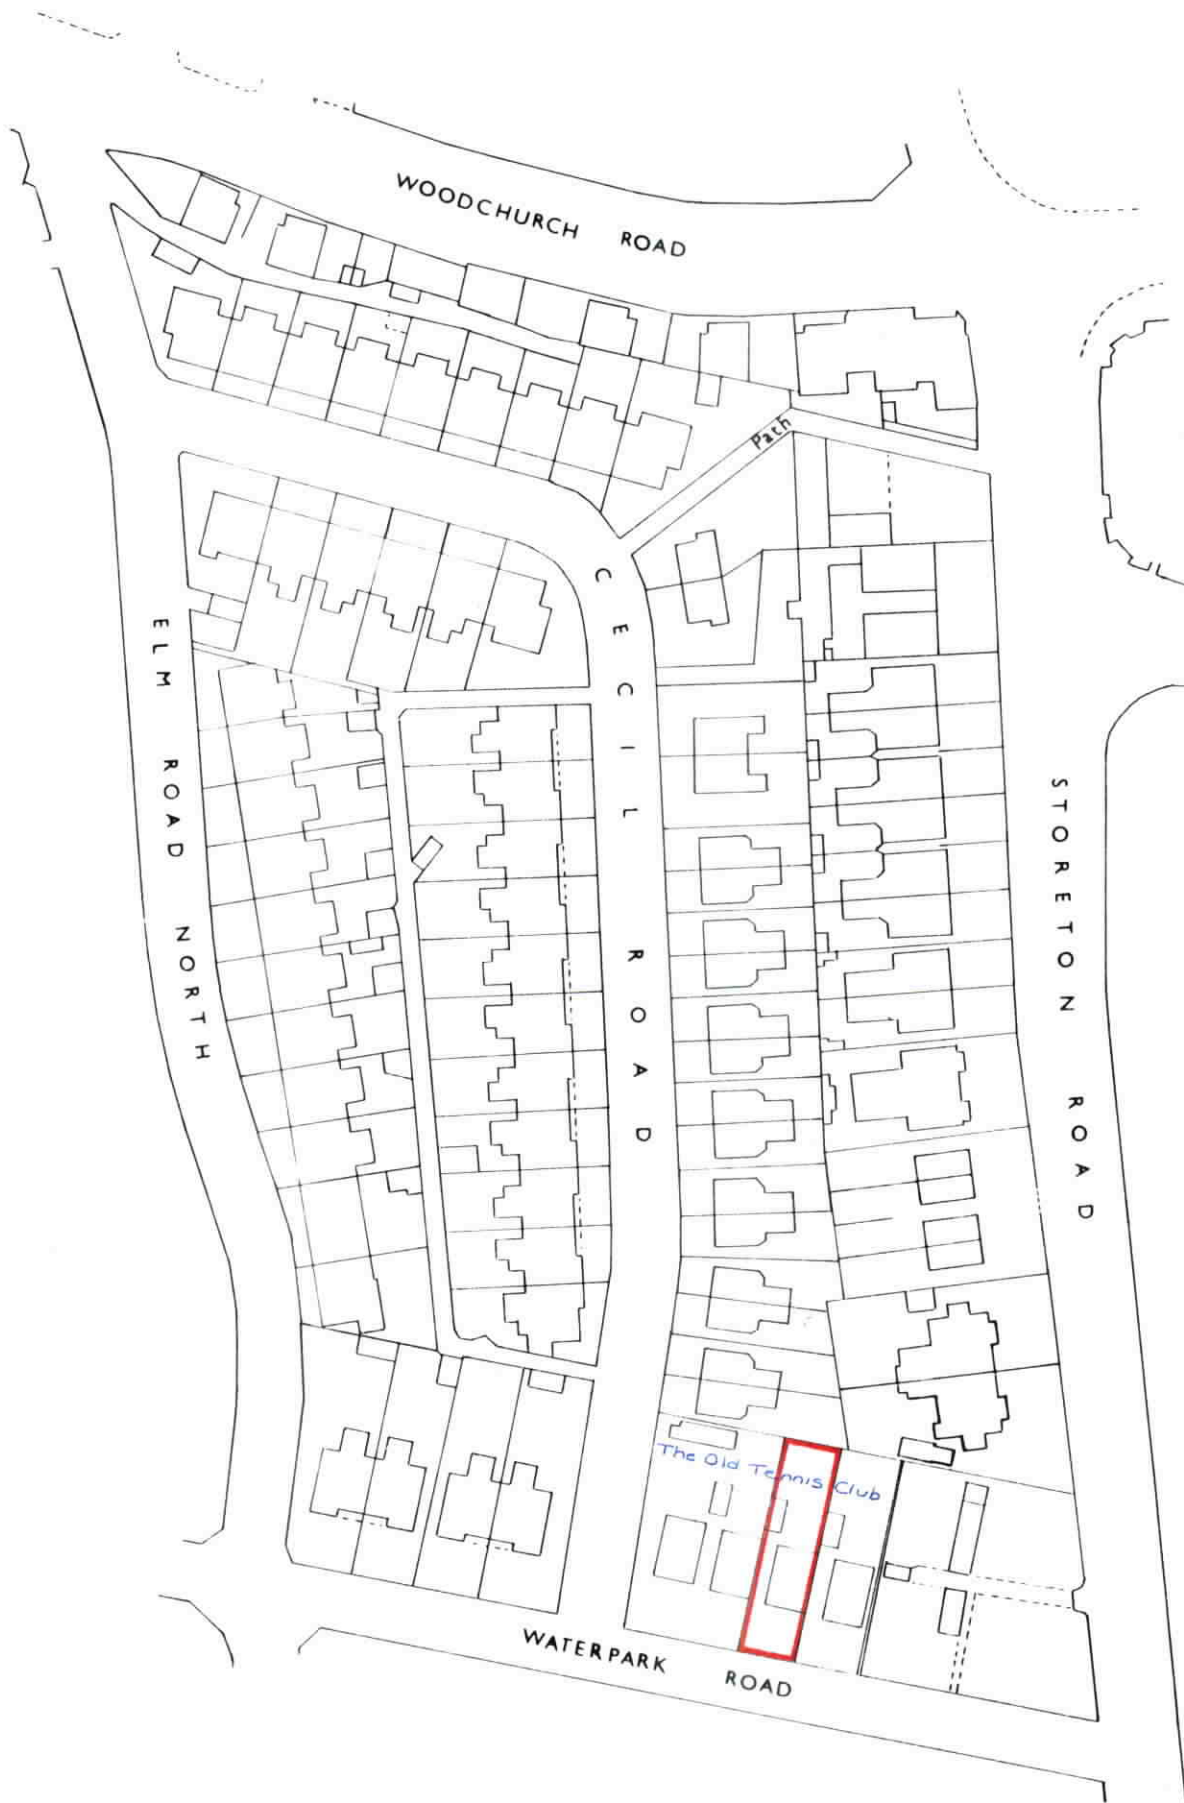 WOODCHURCH ROAD
Path
CECIL ROAD
ELM ROAD NORTH
STORETON ROAD
The Old Tennis Club
WATERPARK ROAD